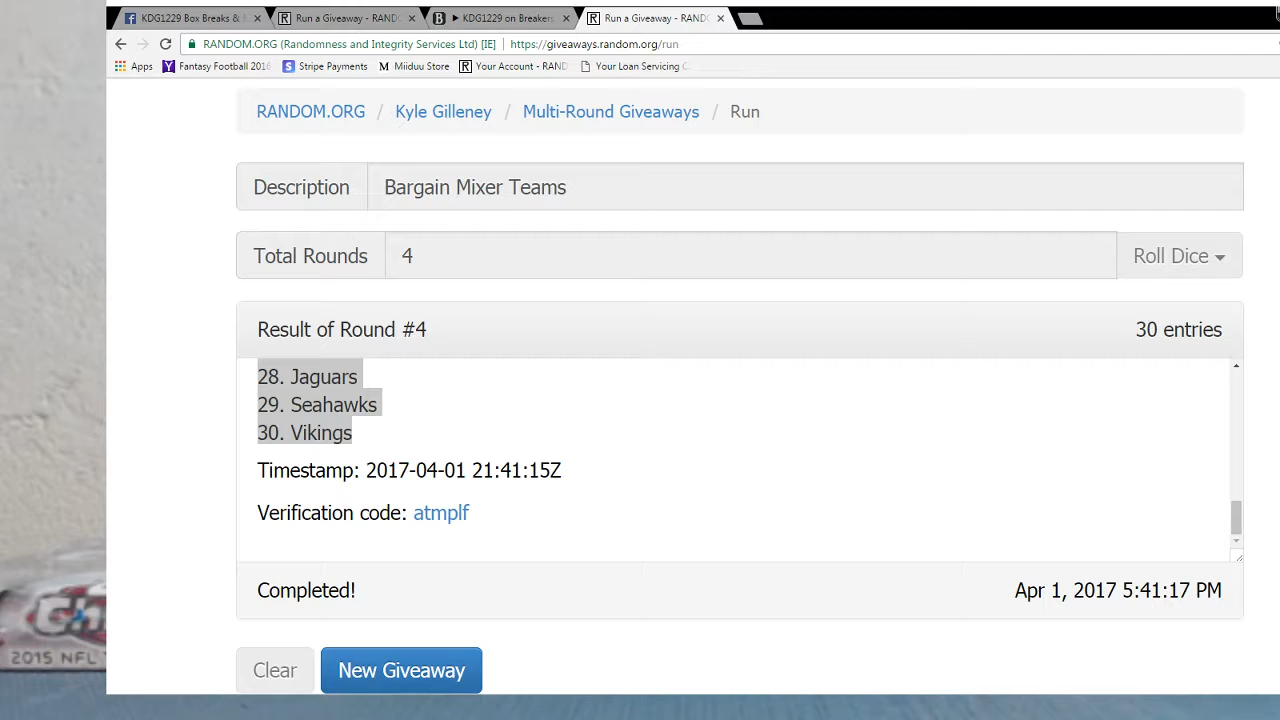 KDG1229 Box Breaks & M
Run a Giveaway - RANDO
KDG1229 on Breakers
Run a Giveaway - RANDO
RANDOM.ORG (Randomness and Integrity Services Ltd) [IE] https://giveaways.random.org/run
Apps Fantasy Football 2016 Stripe Payments Miiduu Store Your Account - RAND Your Loan Servicing C
RANDOM.ORG / Kyle Gilleney / Multi-Round Giveaways / Run
Description Bargain Mixer Teams
Total Rounds 4 Roll Dice
Result of Round #4 30 entries
28. Jaguars
29. Seahawks
30. Vikings
Timestamp: 2017-04-01 21:41:15Z
Verification code: atmplf
Completed! Apr 1, 2017 5:41:17 PM
Clear New Giveaway
2015 NFL